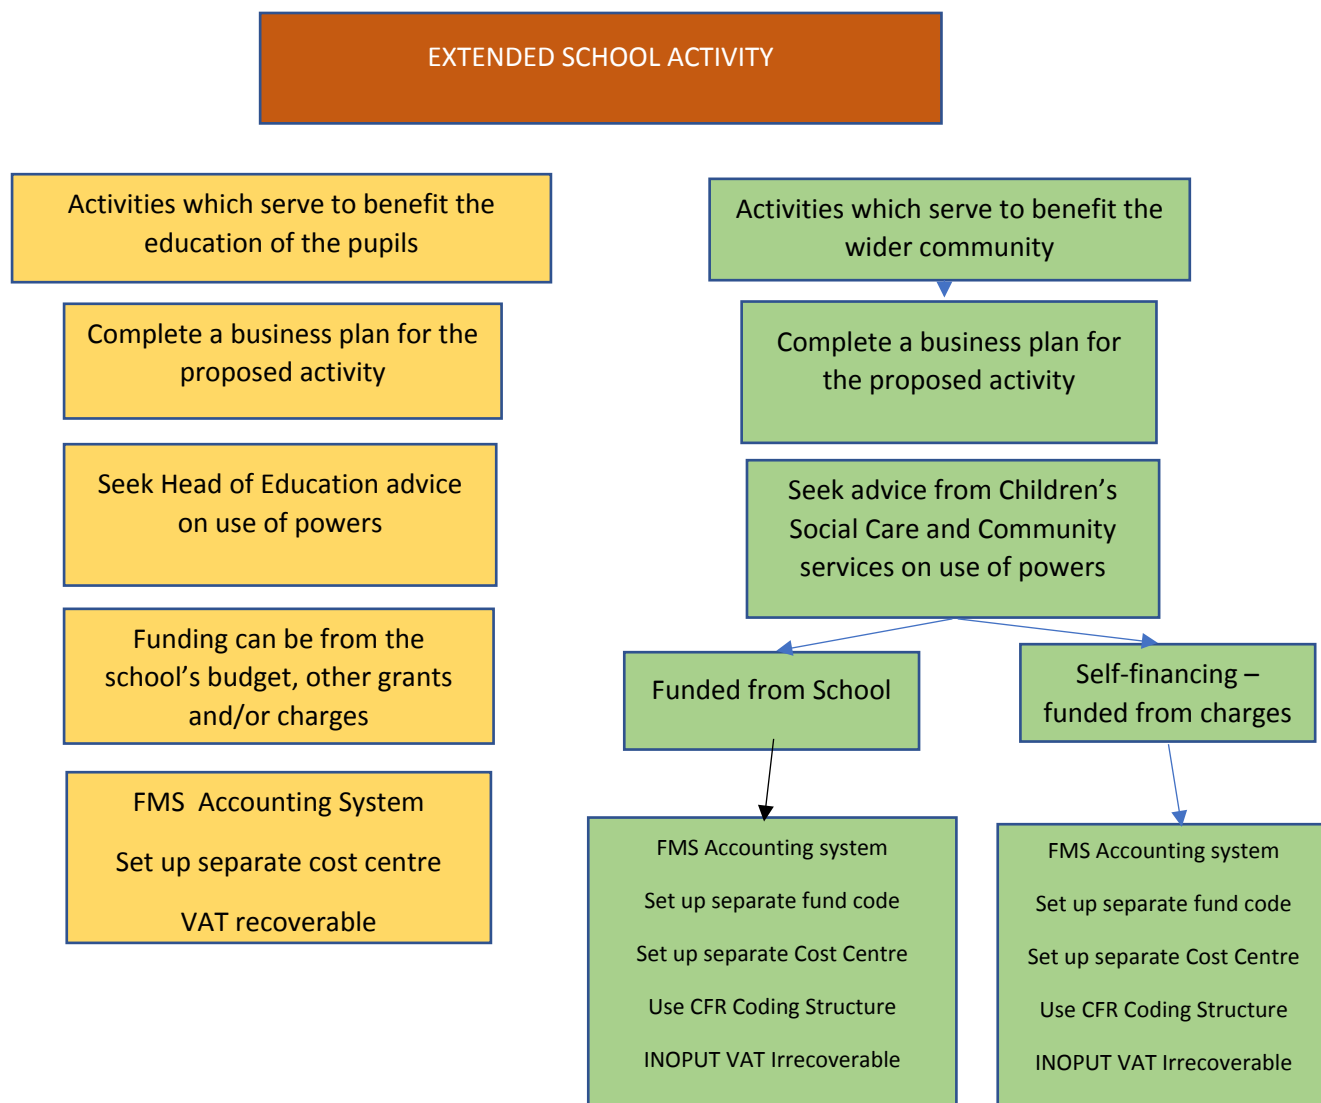 EXTENDED SCHOOL ACTIVITY
Activities which serve to benefit the
education of the pupils
Complete a business plan for the
proposed activity
Seek Head of Education advice
on use of powers
Funding can be from the
school’s budget, other grants
and/or charges
FMS  Accounting System
Set up separate cost centre
VAT recoverable
Activities which serve to benefit the
wider community
Complete a business plan for
the proposed activity
Seek advice from Children’s
Social Care and Community
services on use of powers
Funded from School
Self-financing –
funded from charges
FMS Accounting system
Set up separate fund code
Set up separate Cost Centre
Use CFR Coding Structure
INOPUT VAT Irrecoverable
FMS Accounting system
Set up separate fund code
Set up separate Cost Centre
Use CFR Coding Structure
INOPUT VAT Irrecoverable